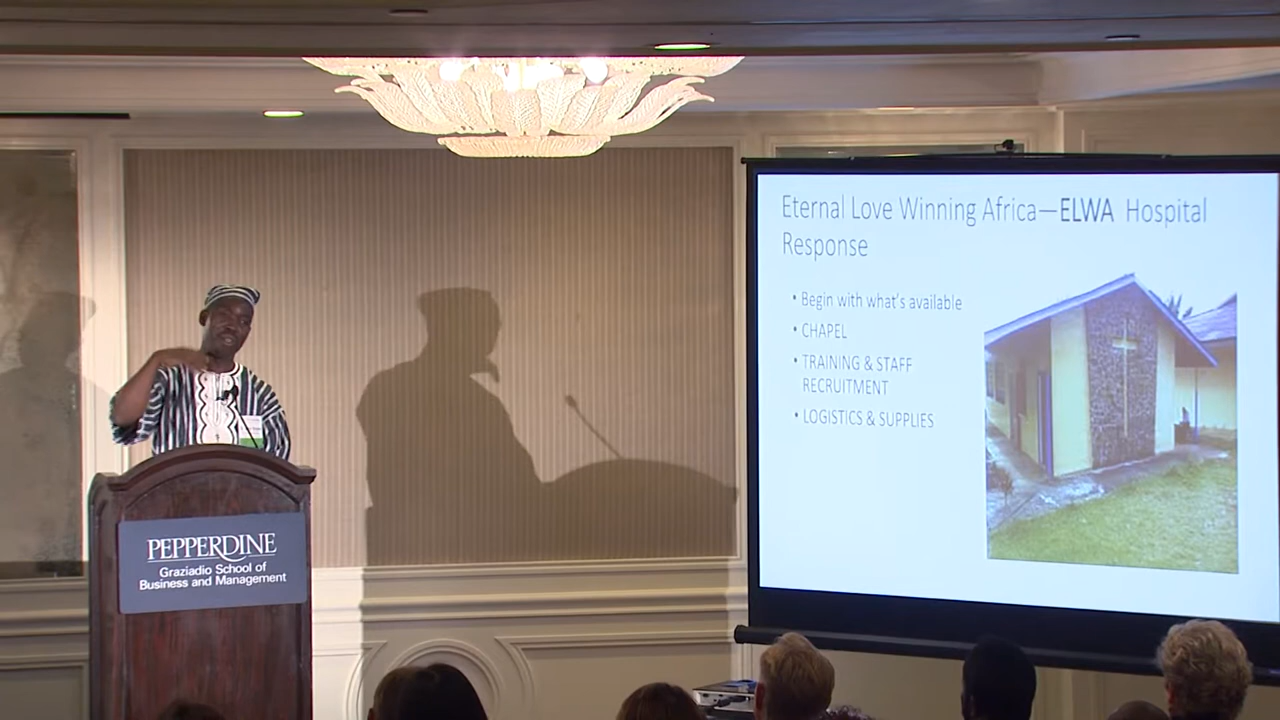 Eternal Love Winning Africa—ELWA Hospital
Response
• Begin with what's available
• CHAPEL
• TRAINING & STAFF
RECRUITMENT
• LOGISTICS & SUPPLIES
PEPPERDINE
Graziadio School of
Business and Management